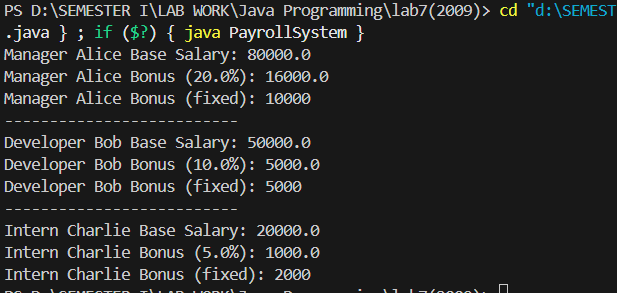 PS D:\SEMESTER I\LAB WORK\Java Programming\lab7(2009)> cd "d:\SEMEST
.java } ; if ($?) { java PayrollSystem }
Manager Alice Base Salary: 80000.0
Manager Alice Bonus (20.0%): 16000.0
Manager Alice Bonus (fixed): 10000
--------------------------
Developer Bob Base Salary: 50000.0
Developer Bob Bonus (10.0%): 5000.0
Developer Bob Bonus (fixed): 5000
--------------------------
Intern Charlie Base Salary: 20000.0
Intern Charlie Bonus (5.0%): 1000.0
Intern Charlie Bonus (fixed): 2000
PS D:\SEMESTER I\LAB WORK\Java Programming\lab7(2009)>